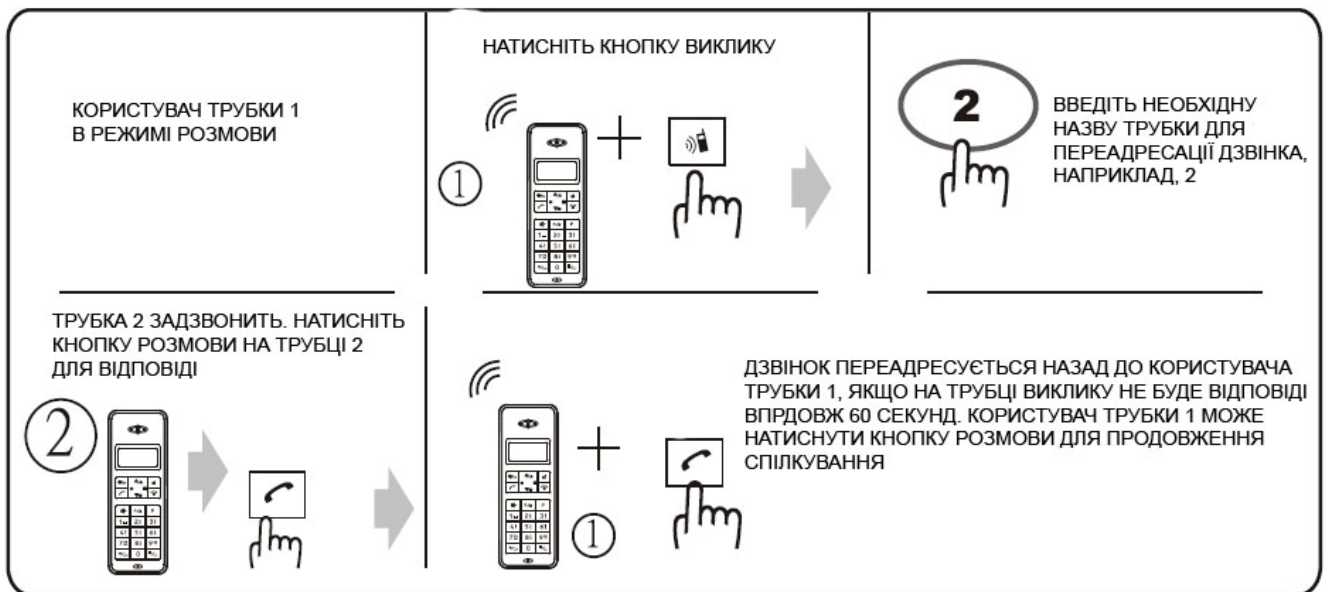 КОРИСТУВАЧ ТРУБКИ 1
В РЕЖИМІ РОЗМОВИ
НАТИСНІТЬ КНОПКУ ВИКЛИКУ
1
2
ВВЕДІТЬ НЕОБХІДНУ
НАЗВУ ТРУБКИ ДЛЯ
ПЕРЕАДРЕСАЦІЇ ДЗВІНКА,
НАПРИКЛАД, 2
ТРУБКА 2 ЗАДЗВОНИТЬ. НАТИСНІТЬ
КНОПКУ РОЗМОВИ НА ТРУБЦІ 2
ДЛЯ ВІДПОВІДІ
2
1
ДЗВІНОК ПЕРЕАДРЕСУЄТЬСЯ НАЗАД ДО КОРИСТУВАЧА
ТРУБКИ 1, ЯКЩО НА ТРУБЦІ ВИКЛИКУ НЕ БУДЕ ВІДПОВІДІ
ВПРДОВЖ 60 СЕКУНД. КОРИСТУВАЧ ТРУБКИ 1 МОЖЕ
НАТИСНУТИ КНОПКУ РОЗМОВИ ДЛЯ ПРОДОВЖЕННЯ
СПІЛКУВАННЯ